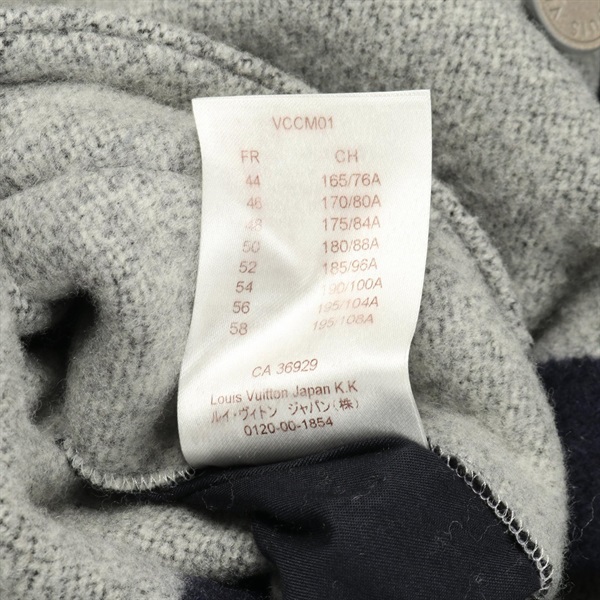 VCCM01
FR CH
44 165/76A
46 170/80A
48 175/84A
50 180/88A
52 185/96A
54 190/100A
56 195/104A
58 195/108A
CA 36929
Louis Vuitton Japan K.K
ルイ・ヴィトン ジャパン(株)
0120-00-1854